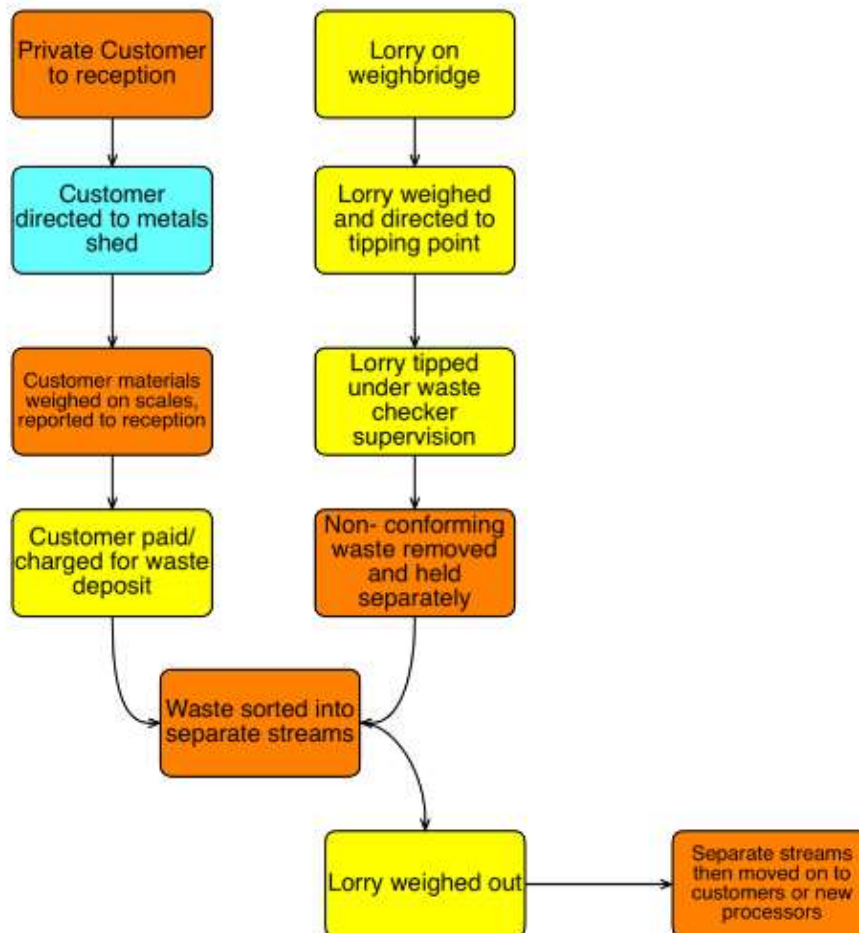 Private Customer
to reception
Lorry on
weighbridge
Customer
directed to metals
shed
Lorry weighed
and directed to
tipping point
Customer materials
weighed on scales,
reported to reception
Lorry tipped
under waste
checker
supervision
Customer paid/
charged for waste
deposit
Non- conforming
waste removed
and held
separately
Waste sorted into
separate streams
Lorry weighed out
Separate streams
then moved on to
customers or new
processors